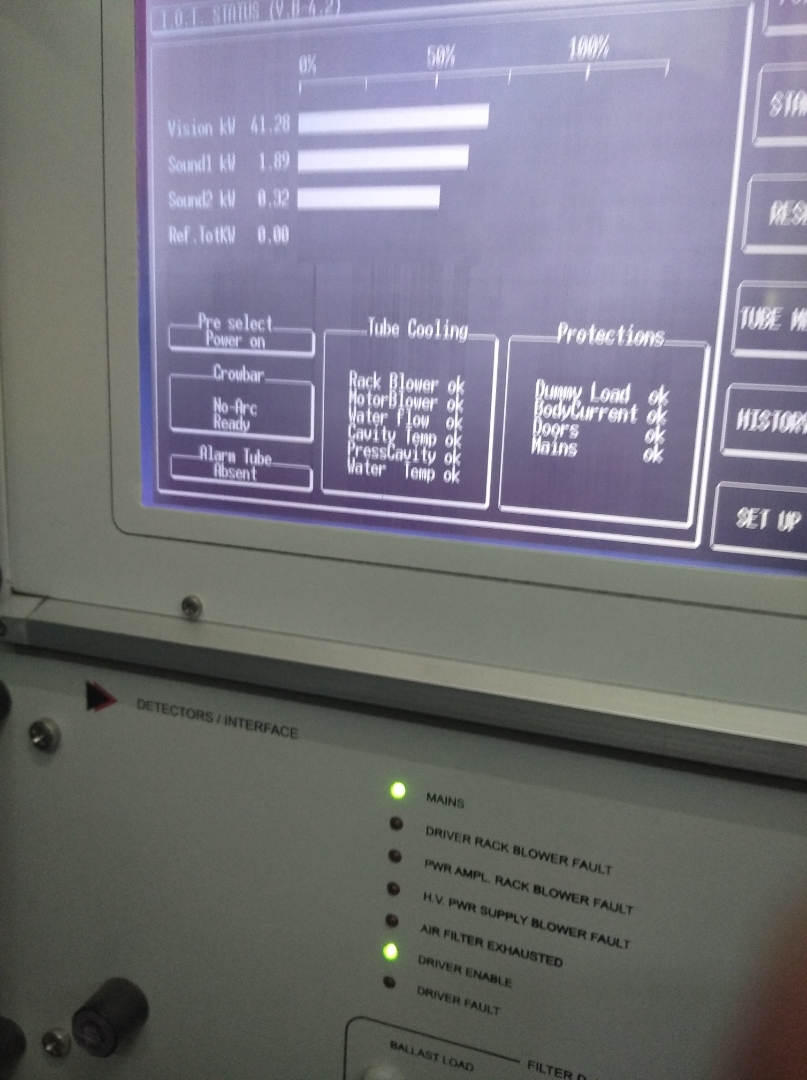 I.O.T. STATUS (V.H 4.2)
0% 50% 100%
Vision kW 41.28
Sound1 kW 1.89
Sound2 kW 0.32
Ref.TotKW 0.00
Pre select
Power on
Crowbar
No-Arc
Ready
Alarm Tube
Absent
Tube Cooling
Rack Blower ok
MotorBlower ok
Water flow ok
Cavity Temp ok
PressCavity ok
Water Temp ok
Protections
Dummy Load ok
BodyCurrent ok
Doors ok
Mains ok
TUBE
HISTORY
SET UP
DETECTORS / INTERFACE
MAINS
DRIVER RACK BLOWER FAULT
PWR AMPL. RACK BLOWER FAULT
H.V. PWR SUPPLY BLOWER FAULT
AIR FILTER EXHAUSTED
DRIVER ENABLE
DRIVER FAULT
BALLAST LOAD
FILTER